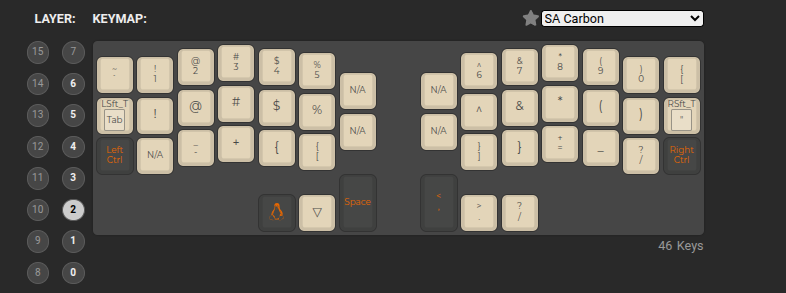 LAYER: KEYMAP: SA Carbon
15 7
14 6
13 5
12 4
11 3
10 2
9 1
8 0
_ ! @ # $ %
- 1 2 3 4 5 N/A
LSft_T
Tab ! @ # $ % N/A
Left
Ctrl N/A _ + { {
- [
▽ Space
^ & * ( ) {
N/A 6 7 8 9 0 [
RSft_T
N/A ^ & * ( ) "
} } + _ ? Right
] = / Ctrl
< > ?
, . /
46 Keys